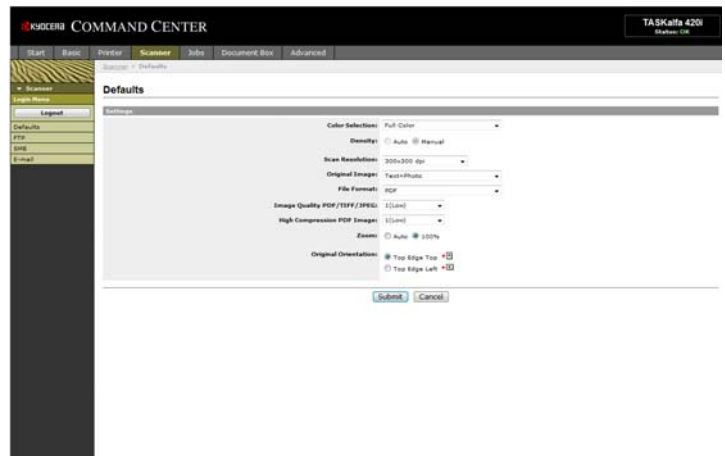 KYOCERA COMMAND CENTER
TASKalfa 420i
Status: OK
Start Basic Printer Scanner Jobs Document Box Advanced
Scanner > Defaults
Scanner
Login Menu
Logout
Defaults
FTP
SMB
E-mail
Defaults
Settings
Color Selection: Full Color
Density: Auto Manual
Scan Resolution: 300x300 dpi
Original Image: Text+Photo
File Format: PDF
Image Quality PDF/TIFF/JPEG: 1(Low)
High Compression PDF Image: 1(Low)
Zoom: Auto 100%
Original Orientation: Top Edge Top
Top Edge Left
Submit Cancel